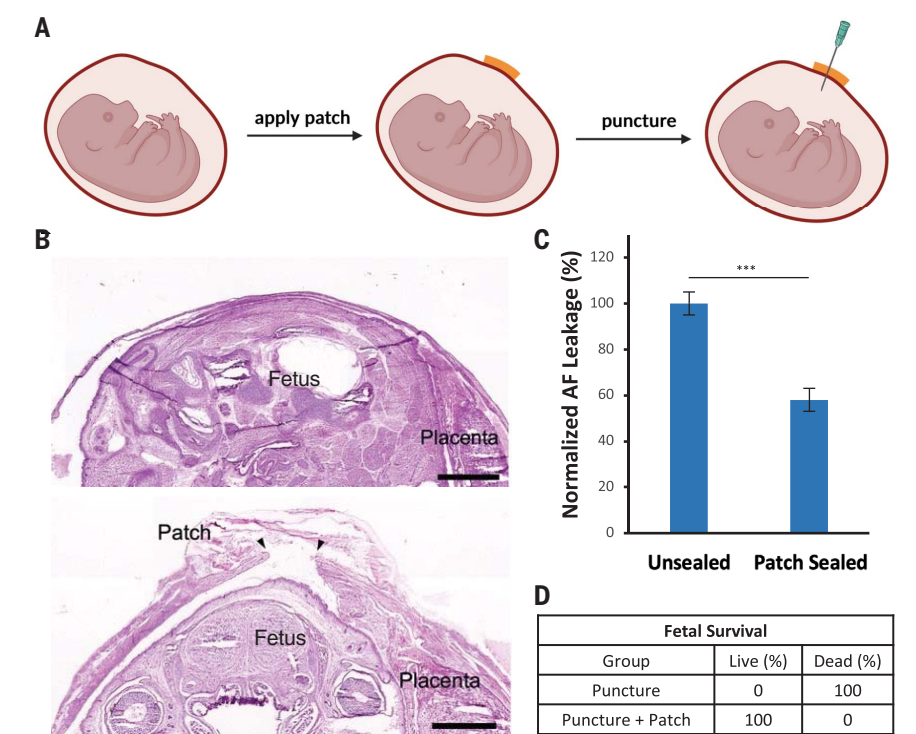 A
apply patch
puncture
B
Fetus
Placenta
Patch
Fetus
Placenta
C
Normalized AF Leakage (%)
120
100
80
60
40
20
0
***
Unsealed
Patch Sealed
D
Fetal Survival
Group Live (%) Dead (%)
Puncture 0 100
Puncture + Patch 100 0